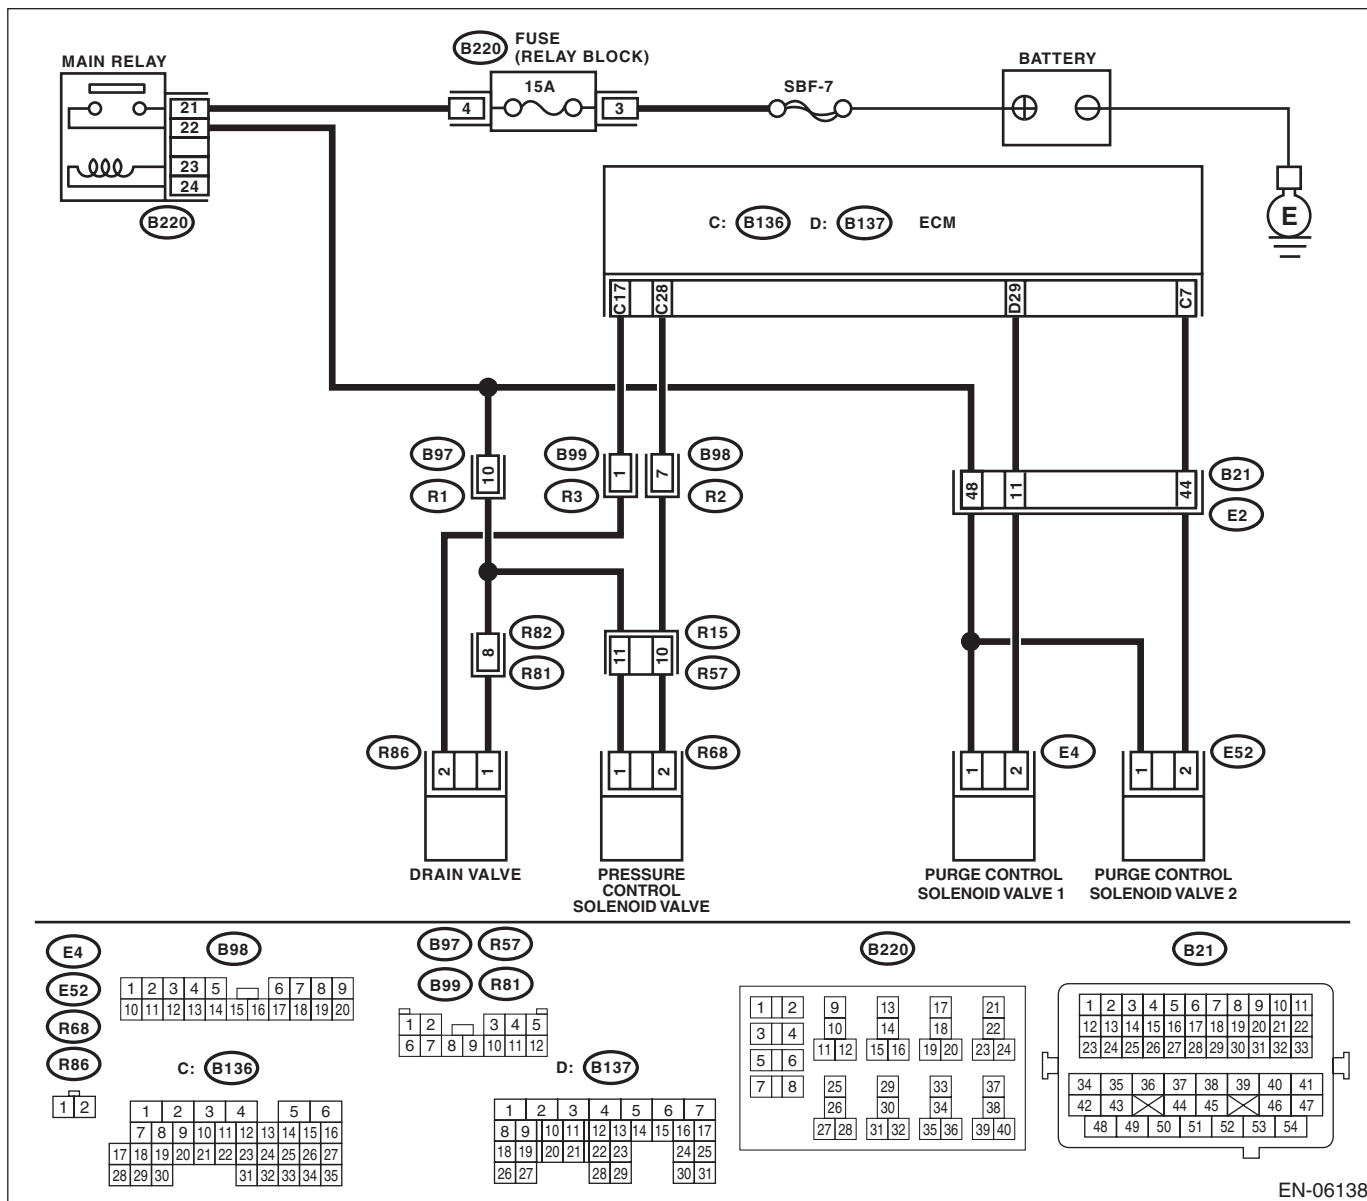 B220 FUSE
(RELAY BLOCK)
MAIN RELAY
BATTERY
15A
SBF-7
21
22
23
24
4
3
B220
E
C: B136 D: B137 ECM
C17
C28
D29
C7
B97
B99
B98
R1
R3
R2
10
1
7
B21
E2
48
11
44
R82
R81
8
R15
R57
11
10
R86
R68
E4
E52
2
1
1
2
1
2
1
2
DRAIN VALVE
PRESSURE
CONTROL
SOLENOID VALVE
PURGE CONTROL
SOLENOID VALVE 1
PURGE CONTROL
SOLENOID VALVE 2
E4
E52
R68
R86
1 2
B98
1 2 3 4 5 6 7 8 9
10 11 12 13 14 15 16 17 18 19 20
C: B136
1 2 3 4 5 6
7 8 9 10 11 12 13 14 15 16
17 18 19 20 21 22 23 24 25 26 27
28 29 30 31 32 33 34 35
B97 R57
B99 R81
1 2 3 4 5
6 7 8 9 10 11 12
D: B137
1 2 3 4 5 6 7
8 9 10 11 12 13 14 15 16 17
18 19 20 21 22 23 24 25
26 27 28 29 30 31
B220
1 2 9 13 17 21
3 4 10 14 18 22
5 6 11 12 15 16 19 20 23 24
7 8 25 29 33 37
26 30 34 38
27 28 31 32 35 36 39 40
B21
1 2 3 4 5 6 7 8 9 10 11
12 13 14 15 16 17 18 19 20 21 22
23 24 25 26 27 28 29 30 31 32 33
34 35 36 37 38 39 40 41
42 43 44 45 46 47
48 49 50 51 52 53 54
EN-06138